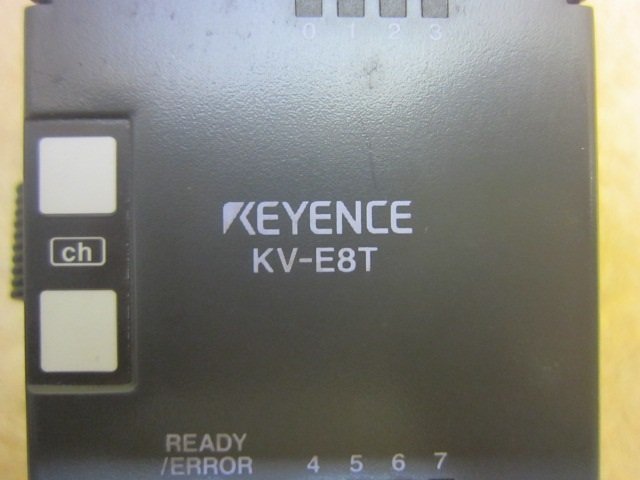 0 1 2 3
KEYENCE
ch
KV-E8T
READY
/ERROR 4 5 6 7